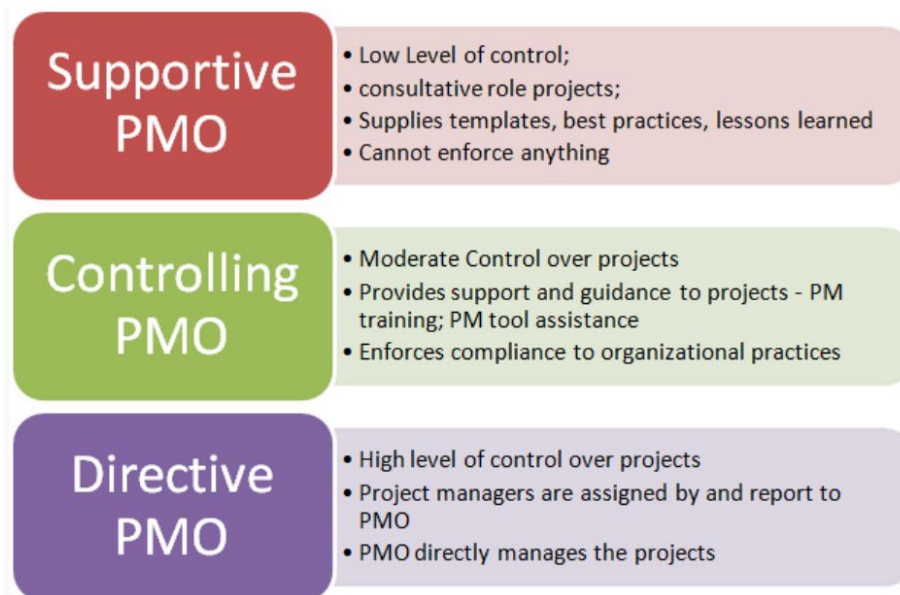 Supportive
PMO
• Low Level of control;
• consultative role projects;
• Supplies templates, best practices, lessons learned
• Cannot enforce anything
Controlling
PMO
• Moderate Control over projects
• Provides support and guidance to projects - PM
training; PM tool assistance
• Enforces compliance to organizational practices
Directive
PMO
• High level of control over projects
• Project managers are assigned by and report to
PMO
• PMO directly manages the projects